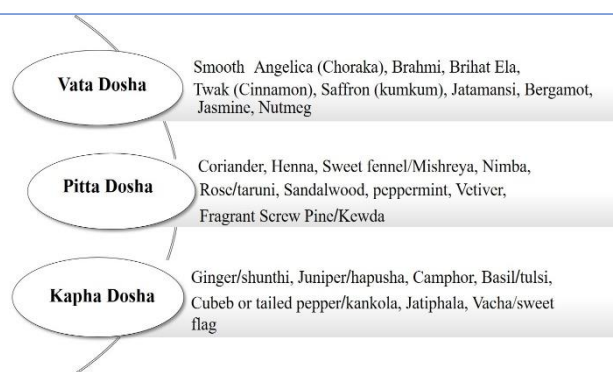 Vata Dosha
Smooth Angelica (Choraka), Brahmi, Brihat Ela,
Twak (Cinnamon), Saffron (kumkum), Jatamansi, Bergamot,
Jasmine, Nutmeg
Pitta Dosha
Coriander, Henna, Sweet fennel/Mishreya, Nimba,
Rose/taruni, Sandalwood, peppermint, Vetiver,
Fragrant Screw Pine/Kewda
Kapha Dosha
Ginger/shunthi, Juniper/hapusha, Camphor, Basil/tulsi,
Cubeb or tailed pepper/kankola, Jatiphala, Vacha/sweet
flag